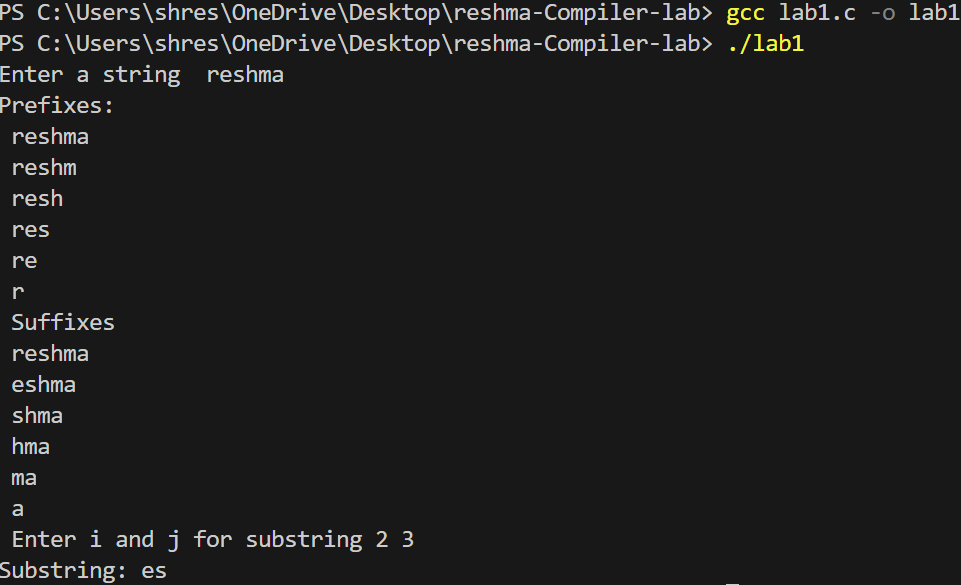 PS C:\Users\shres\OneDrive\Desktop\reshma-Compiler-lab> gcc lab1.c -o lab1
PS C:\Users\shres\OneDrive\Desktop\reshma-Compiler-lab> ./lab1
Enter a string  reshma
Prefixes:
 reshma
 reshm
 resh
 res
 re
 r
 Suffixes
 reshma
 eshma
 shma
 hma
 ma
 a
 Enter i and j for substring 2 3
Substring: es